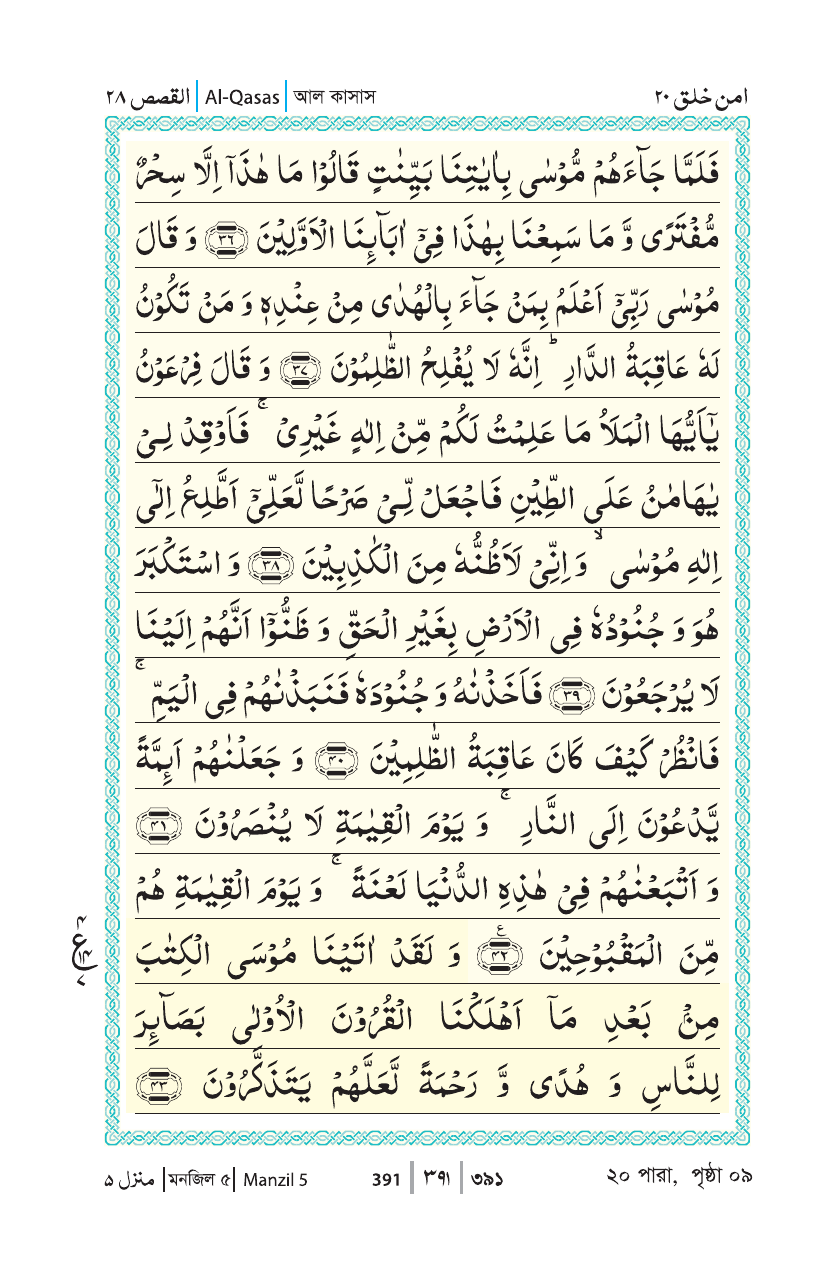 القصص ٢٨ | Al-Qasas | আল কাসাস    امن خلق ٢٠
فَلَمَّا جَآءَهُمْ مُّوْسٰى بِاٰيٰتِنَا بَيِّنٰتٍ قَالُوْا مَا هٰذَآ اِلَّا سِحْرٌ
مُّفْتَرًى وَّ مَا سَمِعْنَا بِهٰذَا فِيْۤ اٰبَآئِنَا الْاَوَّلِيْنَ ﴿٣٦﴾ وَ قَالَ
مُوْسٰى رَبِّيْۤ اَعْلَمُ بِمَنْ جَآءَ بِالْهُدٰى مِنْ عِنْدِهٖ وَ مَنْ تَكُوْنُ
لَهٗ عَاقِبَةُ الدَّارِ ؕ اِنَّهٗ لَا يُفْلِحُ الظّٰلِمُوْنَ ﴿٣٧﴾ وَ قَالَ فِرْعَوْنُ
يٰۤاَيُّهَا الْمَلَاُ مَا عَلِمْتُ لَكُمْ مِّنْ اِلٰهٍ غَيْرِيْ ۚ فَاَوْقِدْ لِيْ
يٰهَامٰنُ عَلَى الطِّيْنِ فَاجْعَلْ لِّيْ صَرْحًا لَّعَلِّيْۤ اَطَّلِعُ اِلٰۤى
اِلٰهِ مُوْسٰى ۙ وَ اِنِّيْ لَاَظُنُّهٗ مِنَ الْكٰذِبِيْنَ ﴿٣٨﴾ وَ اسْتَكْبَرَ
هُوَ وَ جُنُوْدُهٗ فِي الْاَرْضِ بِغَيْرِ الْحَقِّ وَ ظَنُّوْۤا اَنَّهُمْ اِلَيْنَا
لَا يُرْجَعُوْنَ ﴿٣٩﴾ فَاَخَذْنٰهُ وَ جُنُوْدَهٗ فَنَبَذْنٰهُمْ فِي الْيَمِّ ۚ
فَانْظُرْ كَيْفَ كَانَ عَاقِبَةُ الظّٰلِمِيْنَ ﴿٤٠﴾ وَ جَعَلْنٰهُمْ اَئِمَّةً
يَّدْعُوْنَ اِلَى النَّارِ ۚ وَ يَوْمَ الْقِيٰمَةِ لَا يُنْصَرُوْنَ ﴿٤١﴾
وَ اَتْبَعْنٰهُمْ فِيْ هٰذِهِ الدُّنْيَا لَعْنَةً ۚ وَ يَوْمَ الْقِيٰمَةِ هُمْ
مِّنَ الْمَقْبُوْحِيْنَ ﴿٤٢﴾ ع وَ لَقَدْ اٰتَيْنَا مُوْسَى الْكِتٰبَ
٤ ع ١٤ ٧
مِنْۢ بَعْدِ مَآ اَهْلَكْنَا الْقُرُوْنَ الْاُوْلٰى بَصَآئِرَ
لِلنَّاسِ وَ هُدًى وَّ رَحْمَةً لَّعَلَّهُمْ يَتَذَكَّرُوْنَ ﴿٤٣﴾
منزل ٥ | মনজিল ৫ | Manzil 5    391 | ٣٩١ | ৩৯১    ২০ পারা, পৃষ্ঠা ০৯